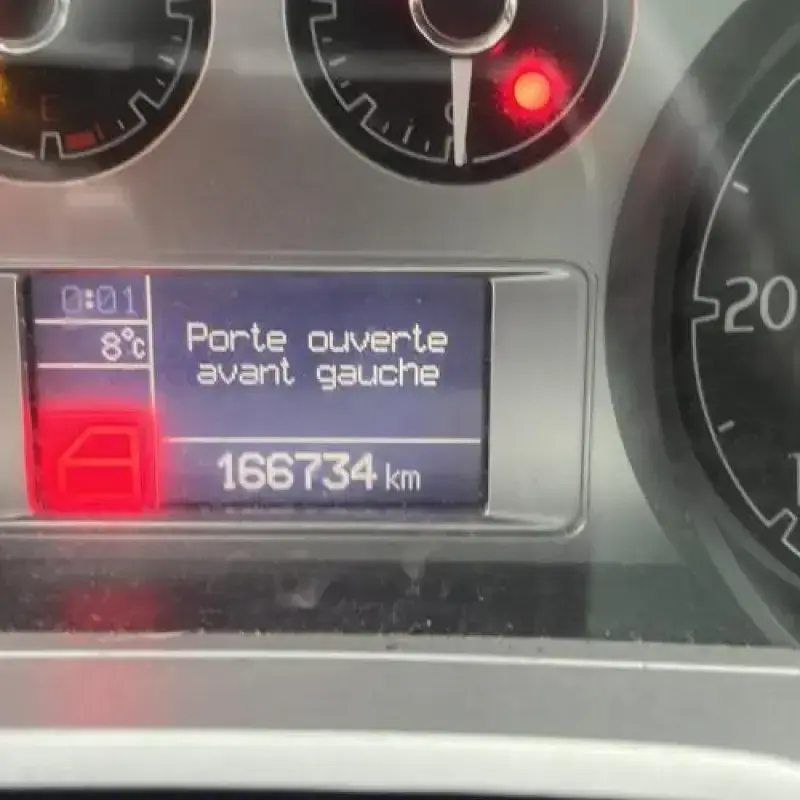 E
C
0:01
8°c
Porte ouverte
avant gauche
166734 km
20